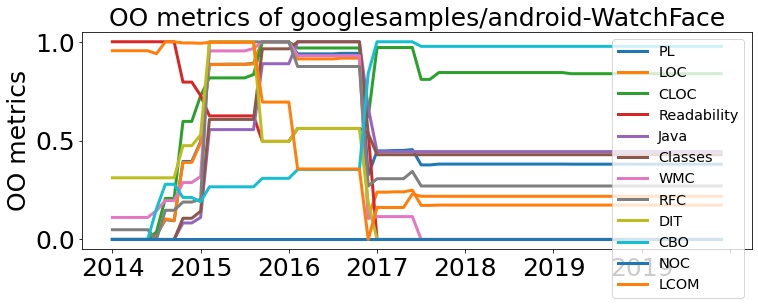 OO metrics of googlesamples/android-WatchFace
OO metrics
1.0
0.5
0.0
2014 2015 2016 2017 2018 2019 2019
PL
LOC
CLOC
Readability
Java
Classes
WMC
RFC
DIT
CBO
NOC
LCOM